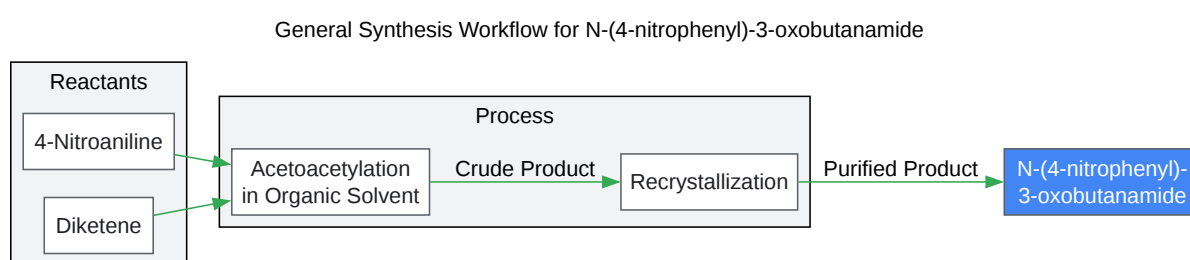 General Synthesis Workflow for N-(4-nitrophenyl)-3-oxobutanamide
Reactants
4-Nitroaniline
Diketene
Process
Acetoacetylation
in Organic Solvent
Crude Product
Recrystallization
Purified Product
N-(4-nitrophenyl)-
3-oxobutanamide